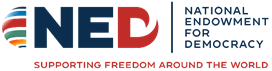 NED
NATIONAL
ENDOWMENT
FOR
DEMOCRACY
SUPPORTING FREEDOM AROUND THE WORLD